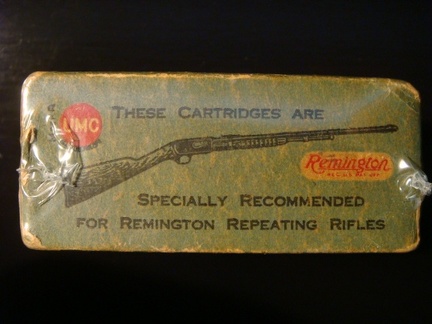 UMC
THESE CARTRIDGES ARE
Remington
SPECIALLY RECOMMENDED
FOR REMINGTON REPEATING RIFLES